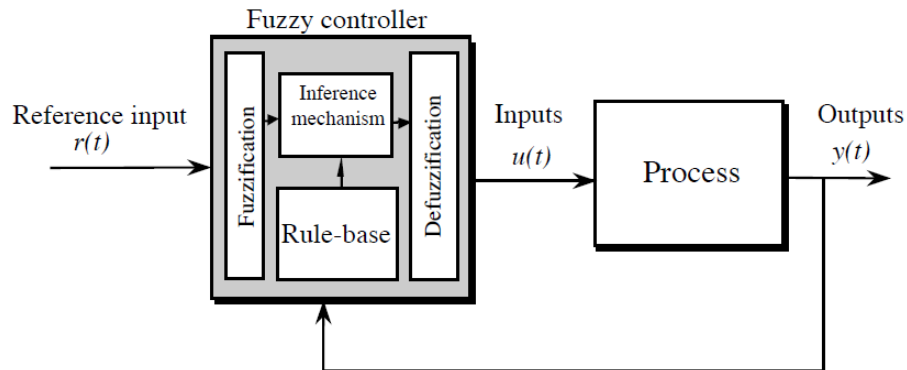 Fuzzy controller
Reference input
r(t)
Fuzzification
Inference
mechanism
Rule-base
Defuzzification
Inputs
u(t)
Process
Outputs
y(t)